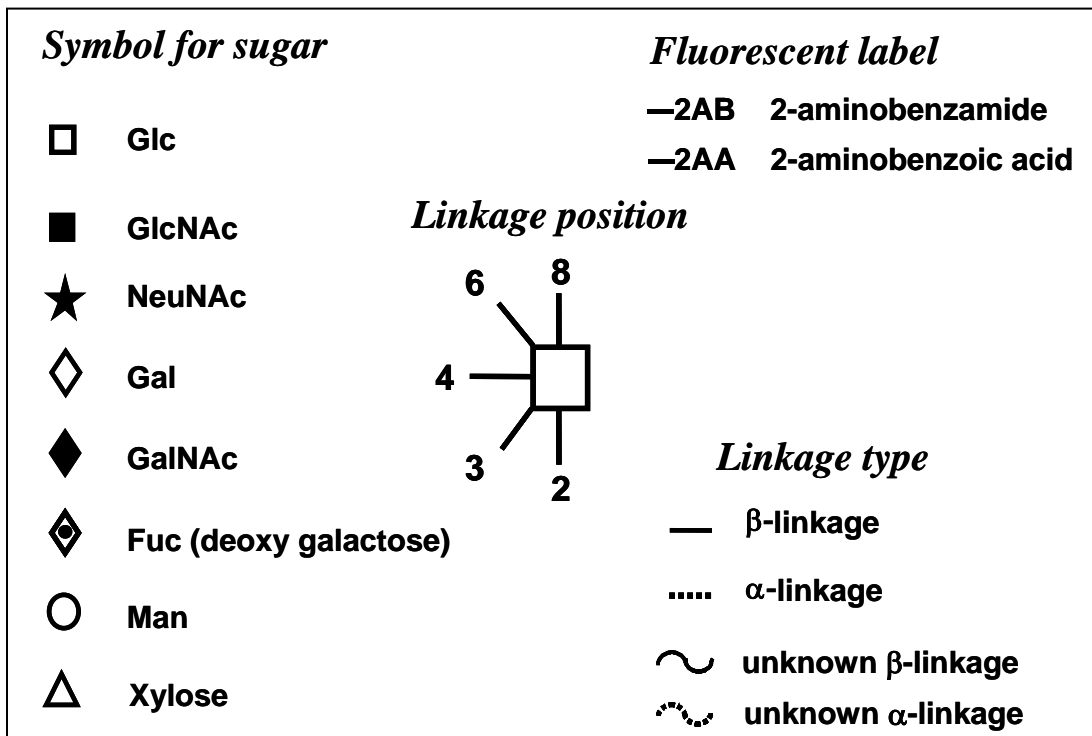 Symbol for sugar
Glc
GlcNAc
NeuNAc
Gal
GalNAc
Fuc (deoxy galactose)
Man
Xylose
Fluorescent label
—2AB 2-aminobenzamide
—2AA 2-aminobenzoic acid
Linkage position
6
8
4
3
2
Linkage type
β-linkage
α-linkage
unknown β-linkage
unknown α-linkage